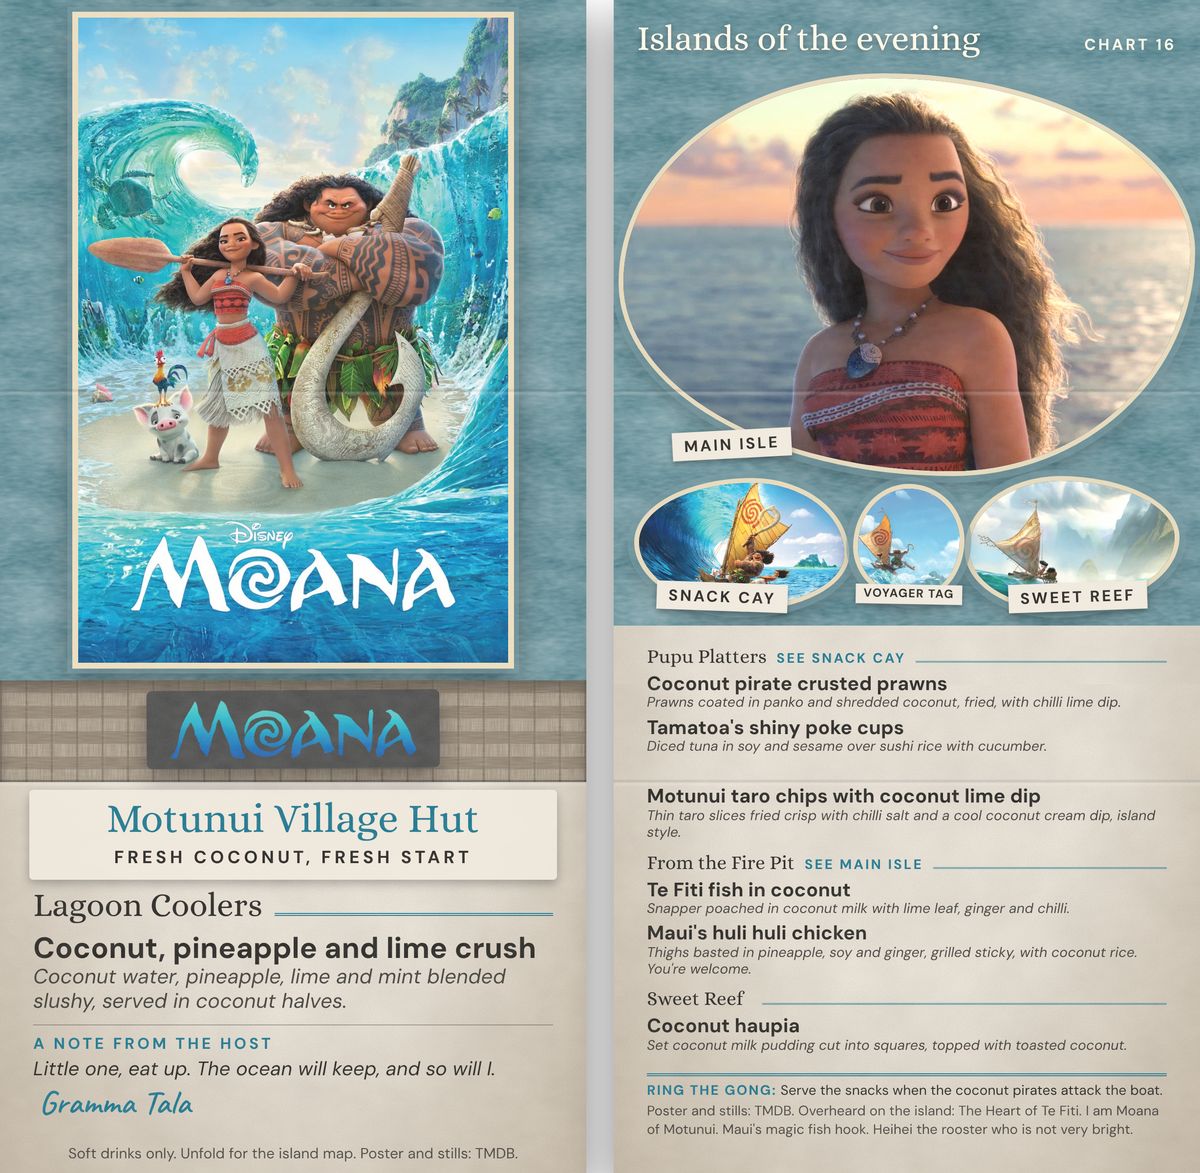 DISNEY
MOANA
MOANA
Motunui Village Hut
FRESH COCONUT, FRESH START
Lagoon Coolers
Coconut, pineapple and lime crush
Coconut water, pineapple, lime and mint blended
slushy, served in coconut halves.
A NOTE FROM THE HOST
Little one, eat up. The ocean will keep, and so will I.
Gramma Tala
Soft drinks only. Unfold for the island map. Poster and stills: TMDB.
Islands of the evening
CHART 16
MAIN ISLE
SNACK CAY
VOYAGER TAG
SWEET REEF
Pupu Platters SEE SNACK CAY
Coconut pirate crusted prawns
Prawns coated in panko and shredded coconut, fried, with chilli lime dip.
Tamatoa's shiny poke cups
Diced tuna in soy and sesame over sushi rice with cucumber.
Motunui taro chips with coconut lime dip
Thin taro slices fried crisp with chilli salt and a cool coconut cream dip, island
style.
From the Fire Pit SEE MAIN ISLE
Te Fiti fish in coconut
Snapper poached in coconut milk with lime leaf, ginger and chilli.
Maui's huli huli chicken
Thighs basted in pineapple, soy and ginger, grilled sticky, with coconut rice.
You're welcome.
Sweet Reef
Coconut haupia
Set coconut milk pudding cut into squares, topped with toasted coconut.
RING THE GONG: Serve the snacks when the coconut pirates attack the boat.
Poster and stills: TMDB. Overheard on the island: The Heart of Te Fiti. I am Moana
of Motunui. Maui's magic fish hook. Heihei the rooster who is not very bright.